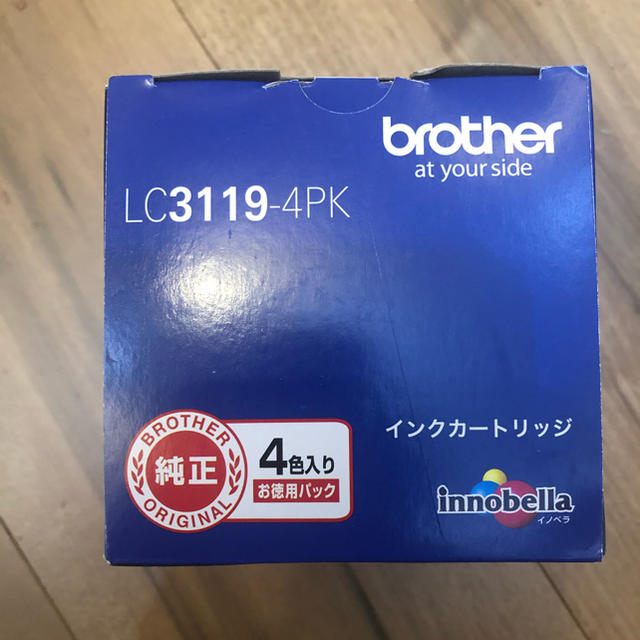 brother
at your side
LC3119-4PK
インクカートリッジ
BROTHER
純正
ORIGINAL
4色入り
お徳用パック
innobella
イノベラ